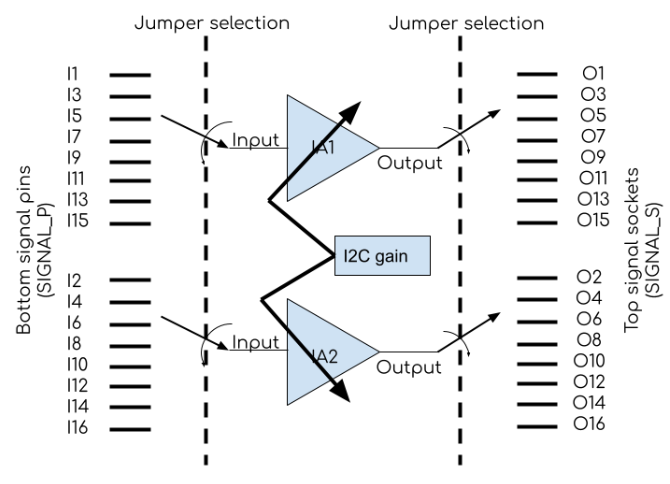 Jumper selection
Jumper selection
Bottom signal pins
(SIGNAL_P)
I1
I3
I5
I7
I9
I11
I13
I15
I2
I4
I6
I8
I10
I12
I14
I16
Input
IA1
Output
I2C gain
Input
IA2
Output
O1
O3
O5
O7
O9
O11
O13
O15
O2
O4
O6
O8
O10
O12
O14
O16
Top signal sockets
(SIGNAL_S)